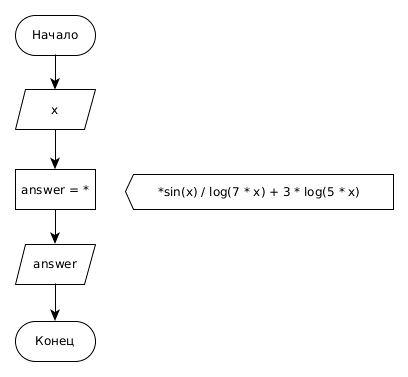 Начало
x
answer = *
*sin(x) / log(7 * x) + 3 * log(5 * x)
answer
Конец